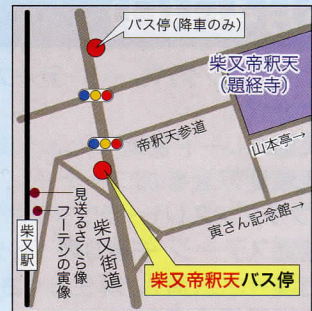 バス停(降車のみ)
柴又帝釈天
(題経寺)
帝釈天参道
山本亭→
見送るさくら像
フーテンの寅像
柴又街道
寅さん記念館→
柴又駅
柴又帝釈天バス停